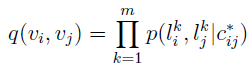 q(v_i, v_j) = \prod_{k=1}^{m} p(l_i^k, l_j^k | c_{ij}^*)